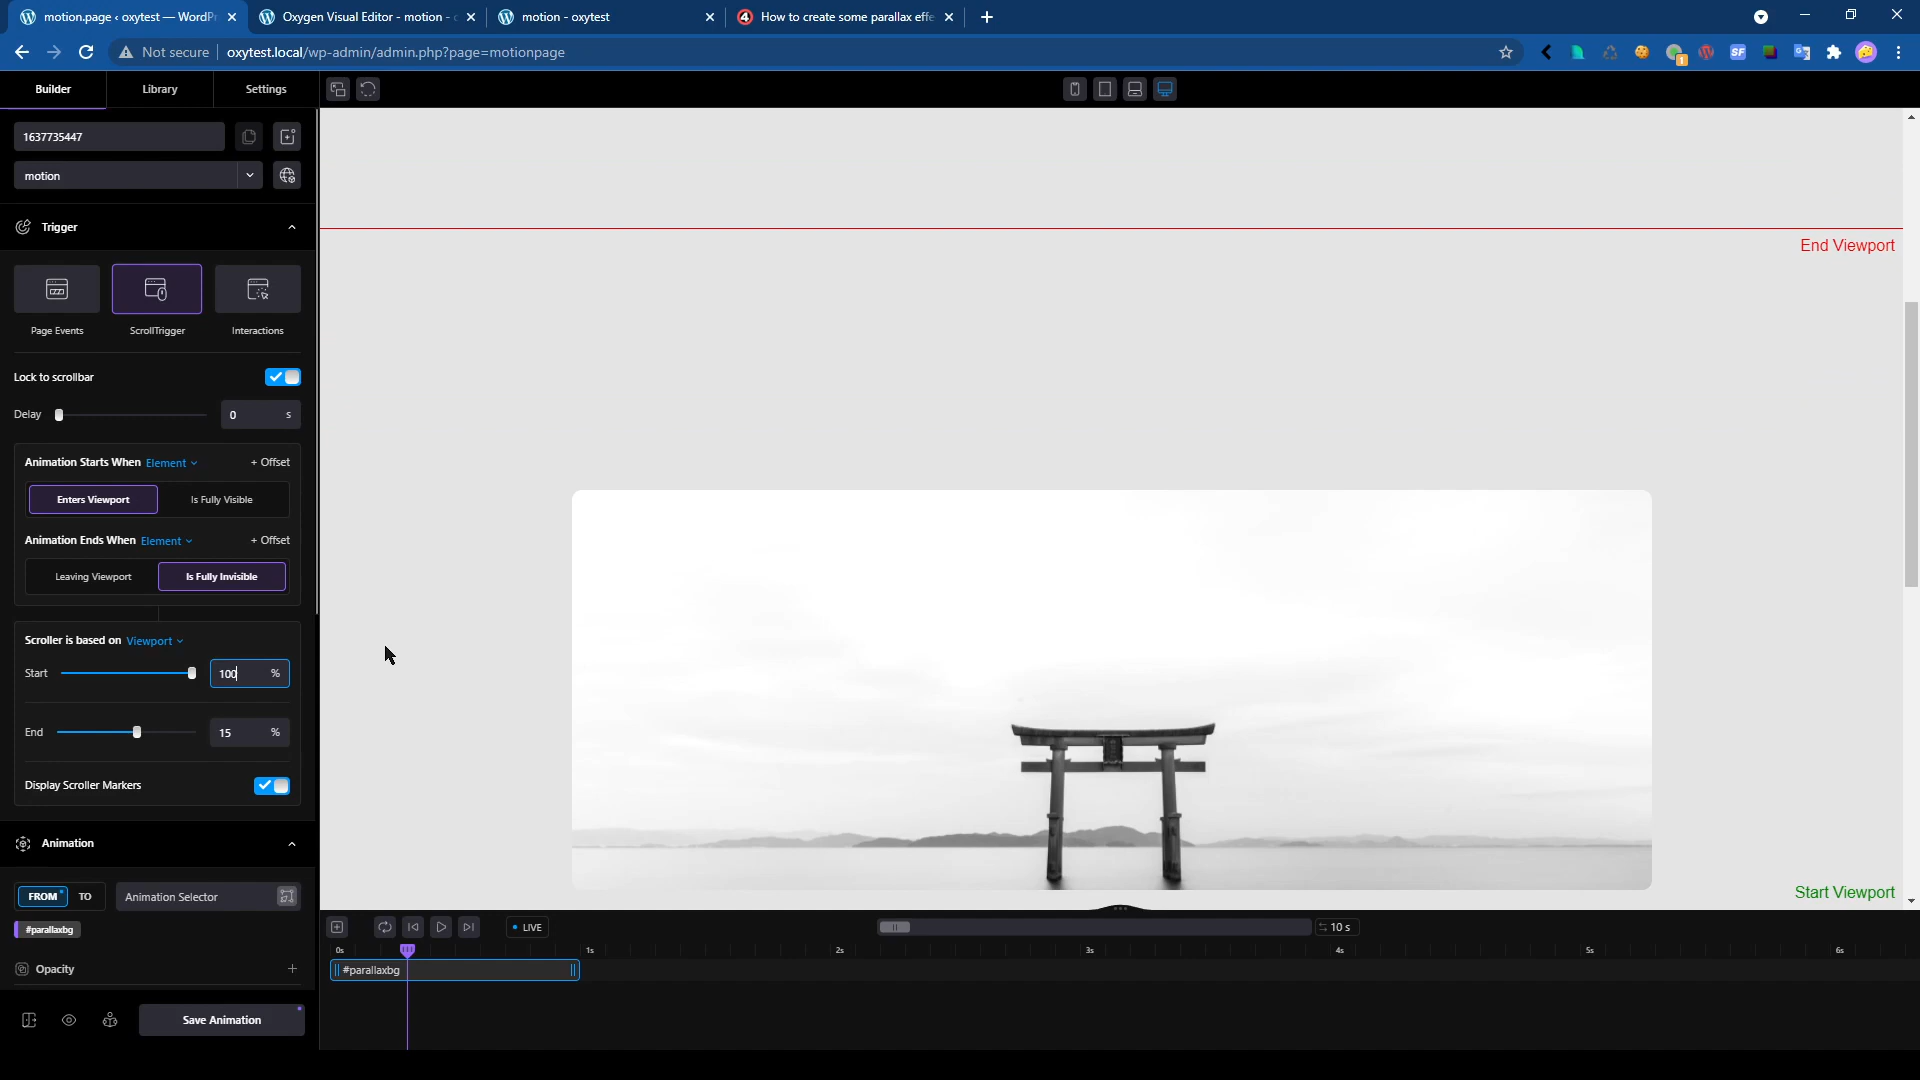 motion.page ‹ oxytest — WordPr
Oxygen Visual Editor - motion - o
motion - oxytest
How to create some parallax effe
Not secure
oxytest.local/wp-admin/admin.php?page=motionpage
Builder
Library
Settings
1637735447
motion
Trigger
End Viewport
Page Events
ScrollTrigger
Interactions
Lock to scrollbar
Delay
0 s
Animation Starts When Element
+ Offset
Enters Viewport
Is Fully Visible
Animation Ends When Element
+ Offset
Leaving Viewport
Is Fully Invisible
Scroller is based on Viewport
Start
100 %
End
15 %
Display Scroller Markers
Animation
FROM
TO
Animation Selector
Start Viewport
#parallaxbg
LIVE
10 s
0s
1s
2s
3s
4s
5s
6s
#parallaxbg
Opacity
Save Animation